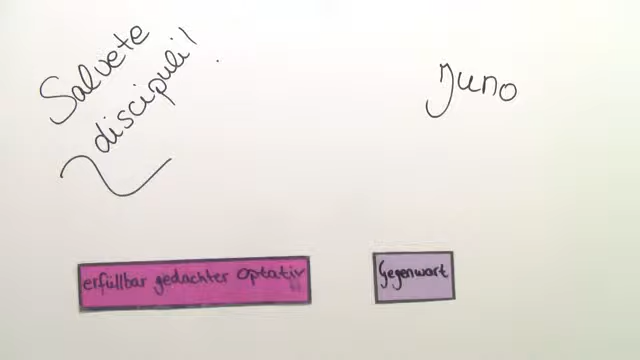 Salvete
discipuli!
Juno
erfüllbar gedachter Optativ
Gegenwart